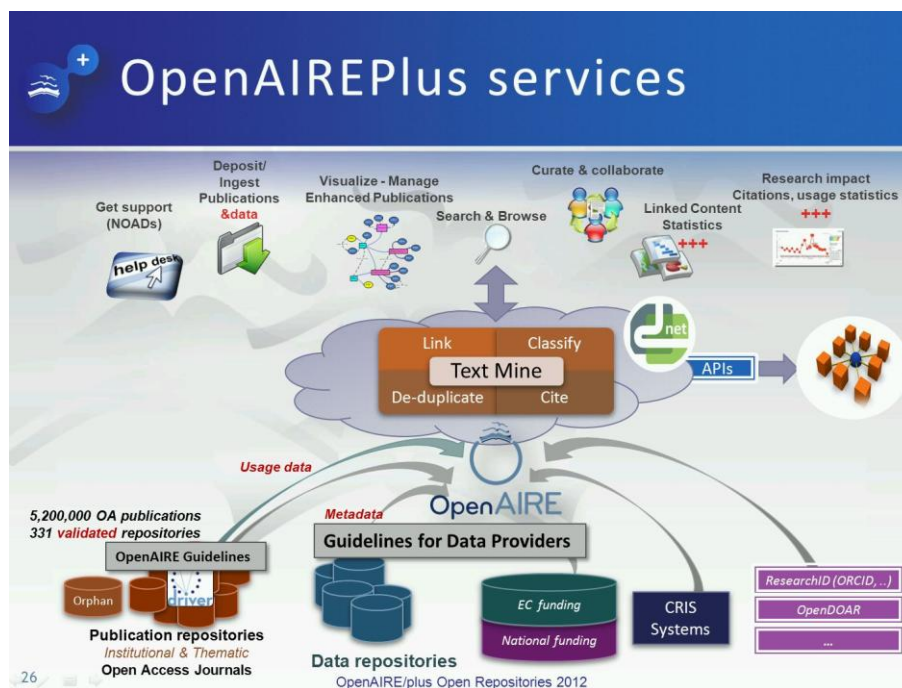 +
OpenAIREPlus services
Deposit/
Ingest
Publications
&data
Get support
(NOADs)
help desk
Visualize - Manage
Enhanced Publications
Search & Browse
Curate & collaborate
Linked Content
Statistics
+++
Research impact
Citations, usage statistics
+++
Link
Classify
Text Mine
De-duplicate
Cite
net
APIs
OpenAIRE
Usage data
Metadata
5,200,000 OA publications
331 validated repositories
OpenAIRE Guidelines
Orphan
driver
Publication repositories
Institutional & Thematic
Open Access Journals
Guidelines for Data Providers
Data repositories
EC funding
National funding
CRIS
Systems
ResearchID (ORCID, ..)
OpenDOAR
...
26
OpenAIRE/plus Open Repositories 2012